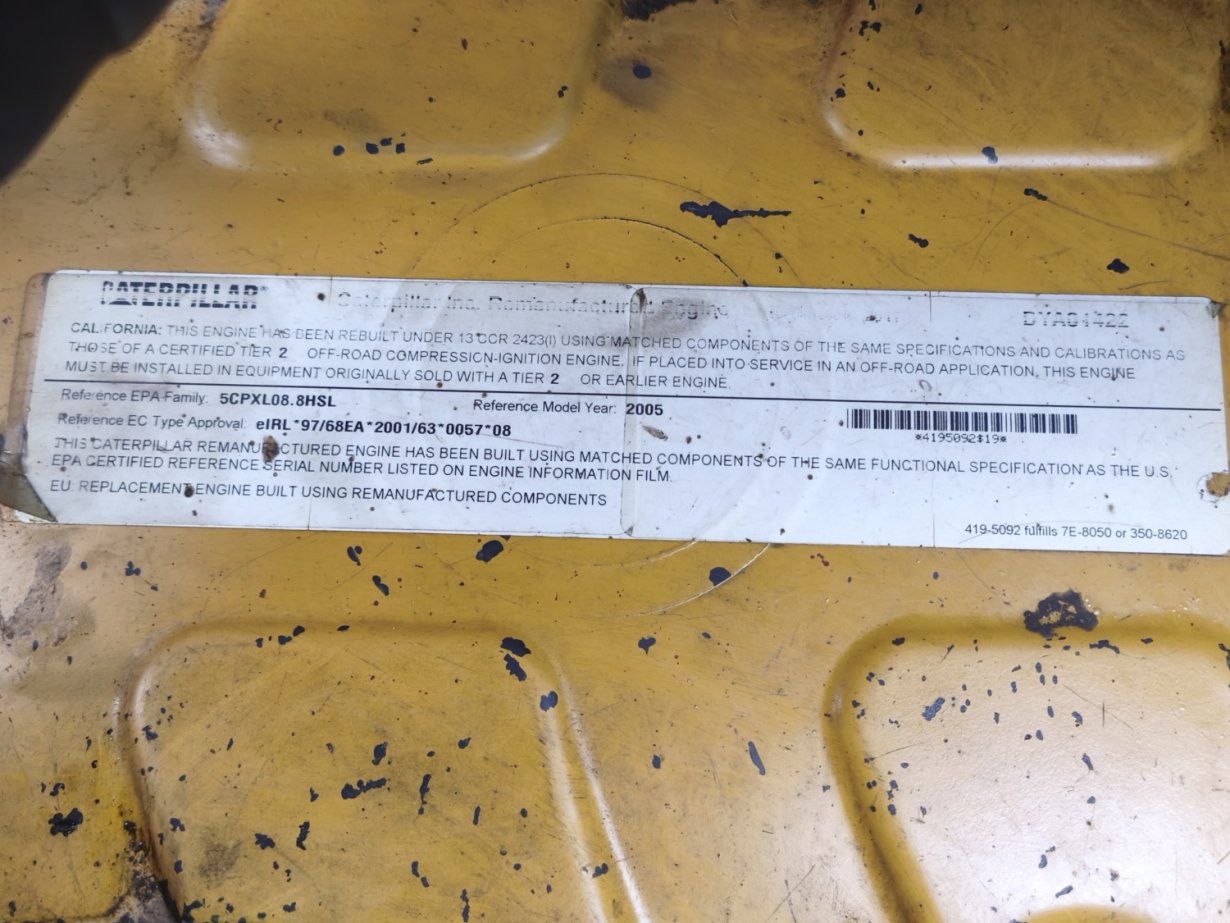 CATERPILLAR®
Caterpillar Inc. Remanufactured Engine
CALIFORNIA: THIS ENGINE HAS BEEN REBUILT UNDER 13 CCR 2423(l) USING MATCHED COMPONENTS OF THE SAME SPECIFICATIONS AND CALIBRATIONS AS
THOSE OF A CERTIFIED TIER 2 OFF-ROAD COMPRESSION-IGNITION ENGINE. IF PLACED INTO SERVICE IN AN OFF-ROAD APPLICATION, THIS ENGINE
MUST BE INSTALLED IN EQUIPMENT ORIGINALLY SOLD WITH A TIER 2 OR EARLIER ENGINE.
Reference EPA Family: 5CPXL08.8HSL Reference Model Year: 2005
Reference EC Type Approval: eIRL*97/68EA*2001/63*0057*08
*4195092$19*
THIS CATERPILLAR REMANUFACTURED ENGINE HAS BEEN BUILT USING MATCHED COMPONENTS OF THE SAME FUNCTIONAL SPECIFICATION AS THE U.S.
EPA CERTIFIED REFERENCE SERIAL NUMBER LISTED ON ENGINE INFORMATION FILM.
EU: REPLACEMENT ENGINE BUILT USING REMANUFACTURED COMPONENTS
419-5092 fulfills 7E-8050 or 350-8620